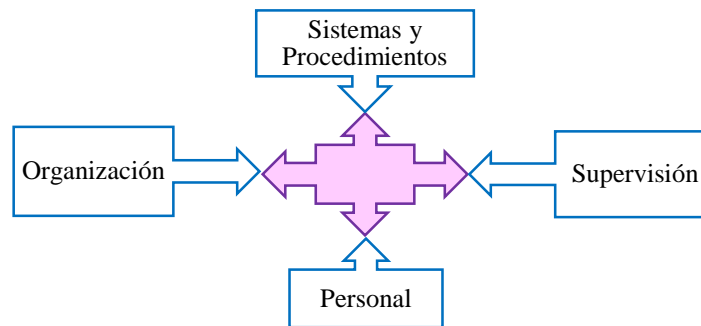 Sistemas y
Procedimientos
Organización
Supervisión
Personal